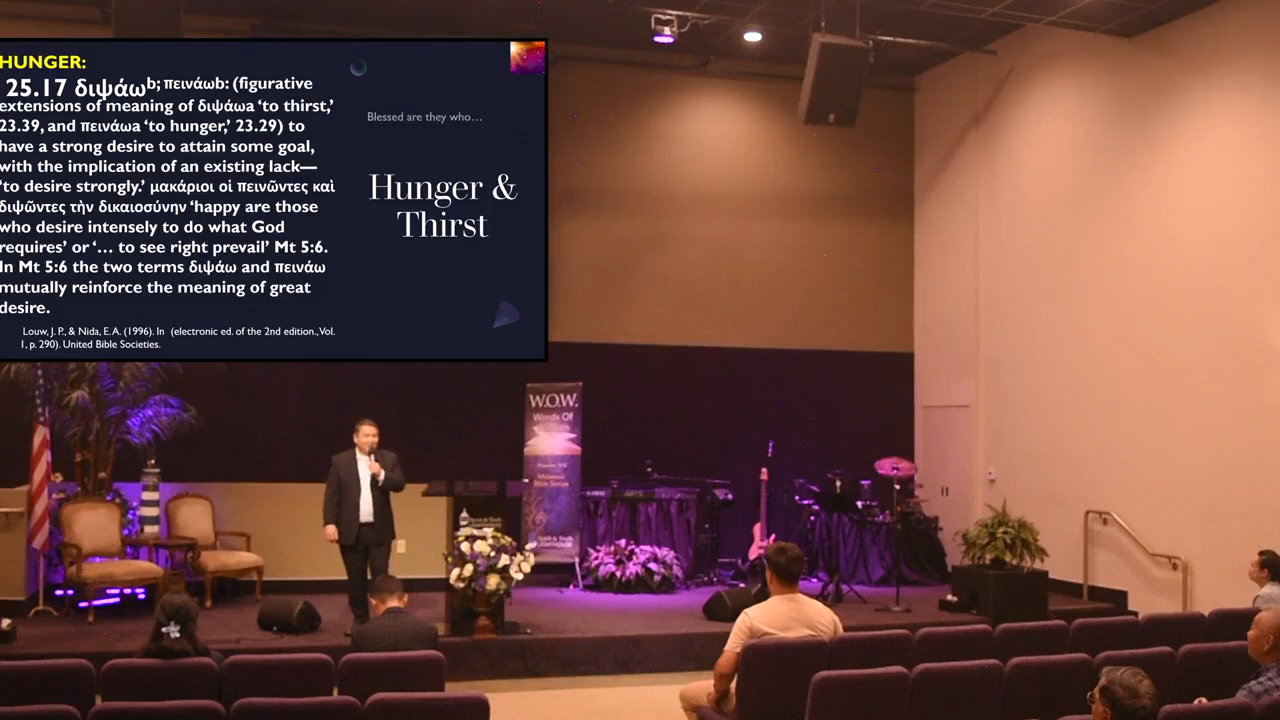 HUNGER:
25.17 διψάωb; πεινάωb: (figurative
extensions of meaning of διψάωa ‘to thirst,’
23.39, and πεινάωa ‘to hunger,’ 23.29) to
have a strong desire to attain some goal,
with the implication of an existing lack—
‘to desire strongly.’ μακάριοι οἱ πεινῶντες καὶ
διψῶντες τὴν δικαιοσύνην ‘happy are those
who desire intensely to do what God
requires’ or ‘… to see right prevail’ Mt 5:6.
In Mt 5:6 the two terms διψάω and πεινάω
mutually reinforce the meaning of great
desire.
Louw, J. P., & Nida, E. A. (1996). In (electronic ed. of the 2nd edition., Vol.
1, p. 290). United Bible Societies.
Blessed are they who…
Hunger &
Thirst
W.O.W.
Words Of
Bible Series